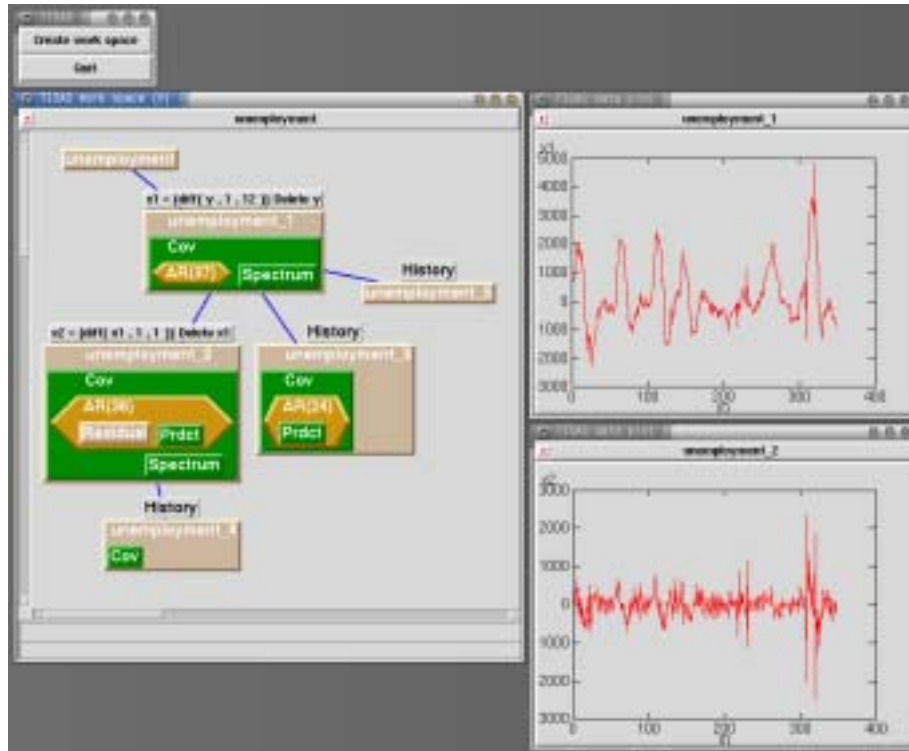 Create work space
Quit
unemployment
unemployment
x1 = (diff( y , 1 , 12 )) Delete y
unemployment_1
Cov
AR(37)
Spectrum
History
x2 = (diff( x1 , 1 , 1 )) Delete x1
unemployment_2
Cov
AR(36)
Residual
Prdct
Spectrum
History
Cov
AR(24)
Prdct
History
unemployment_4
Cov
unemployment_1
x1
5000
4000
3000
2000
1000
0
1000
2000
3000
0
100
200
300
400
unemployment_2
x2
3000
2000
1000
0
1000
2000
3000
0
100
200
300
400